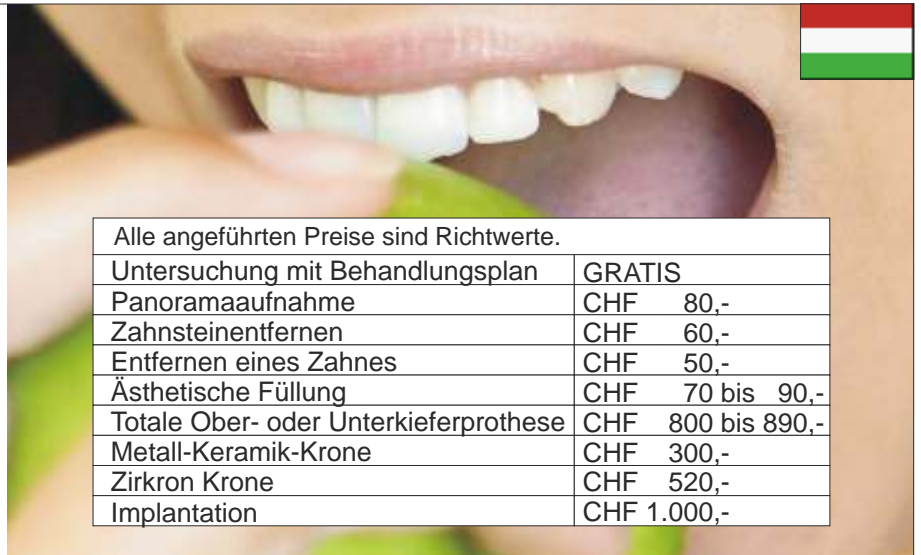 Alle angeführten Preise sind Richtwerte.
Untersuchung mit Behandlungsplan GRATIS
Panoramaaufnahme CHF 80,-
Zahnsteinentfernen CHF 60,-
Entfernen eines Zahnes CHF 50,-
Ästhetische Füllung CHF 70 bis 90,-
Totale Ober- oder Unterkieferprothese CHF 800 bis 890,-
Metall-Keramik-Krone CHF 300,-
Zirkron Krone CHF 520,-
Implantation CHF 1.000,-